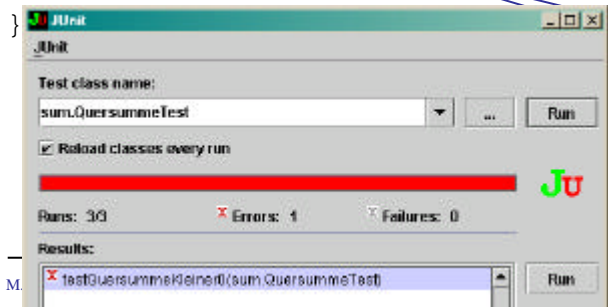 }
JUnit
JUnit
Test class name:
sum.QuersummeTest
...
Run
Reload classes every run
JU
Runs: 3/3
Errors: 1
Failures: 0
Results:
M.
testQuersummeKleiner0(sum.QuersummeTest)
Run